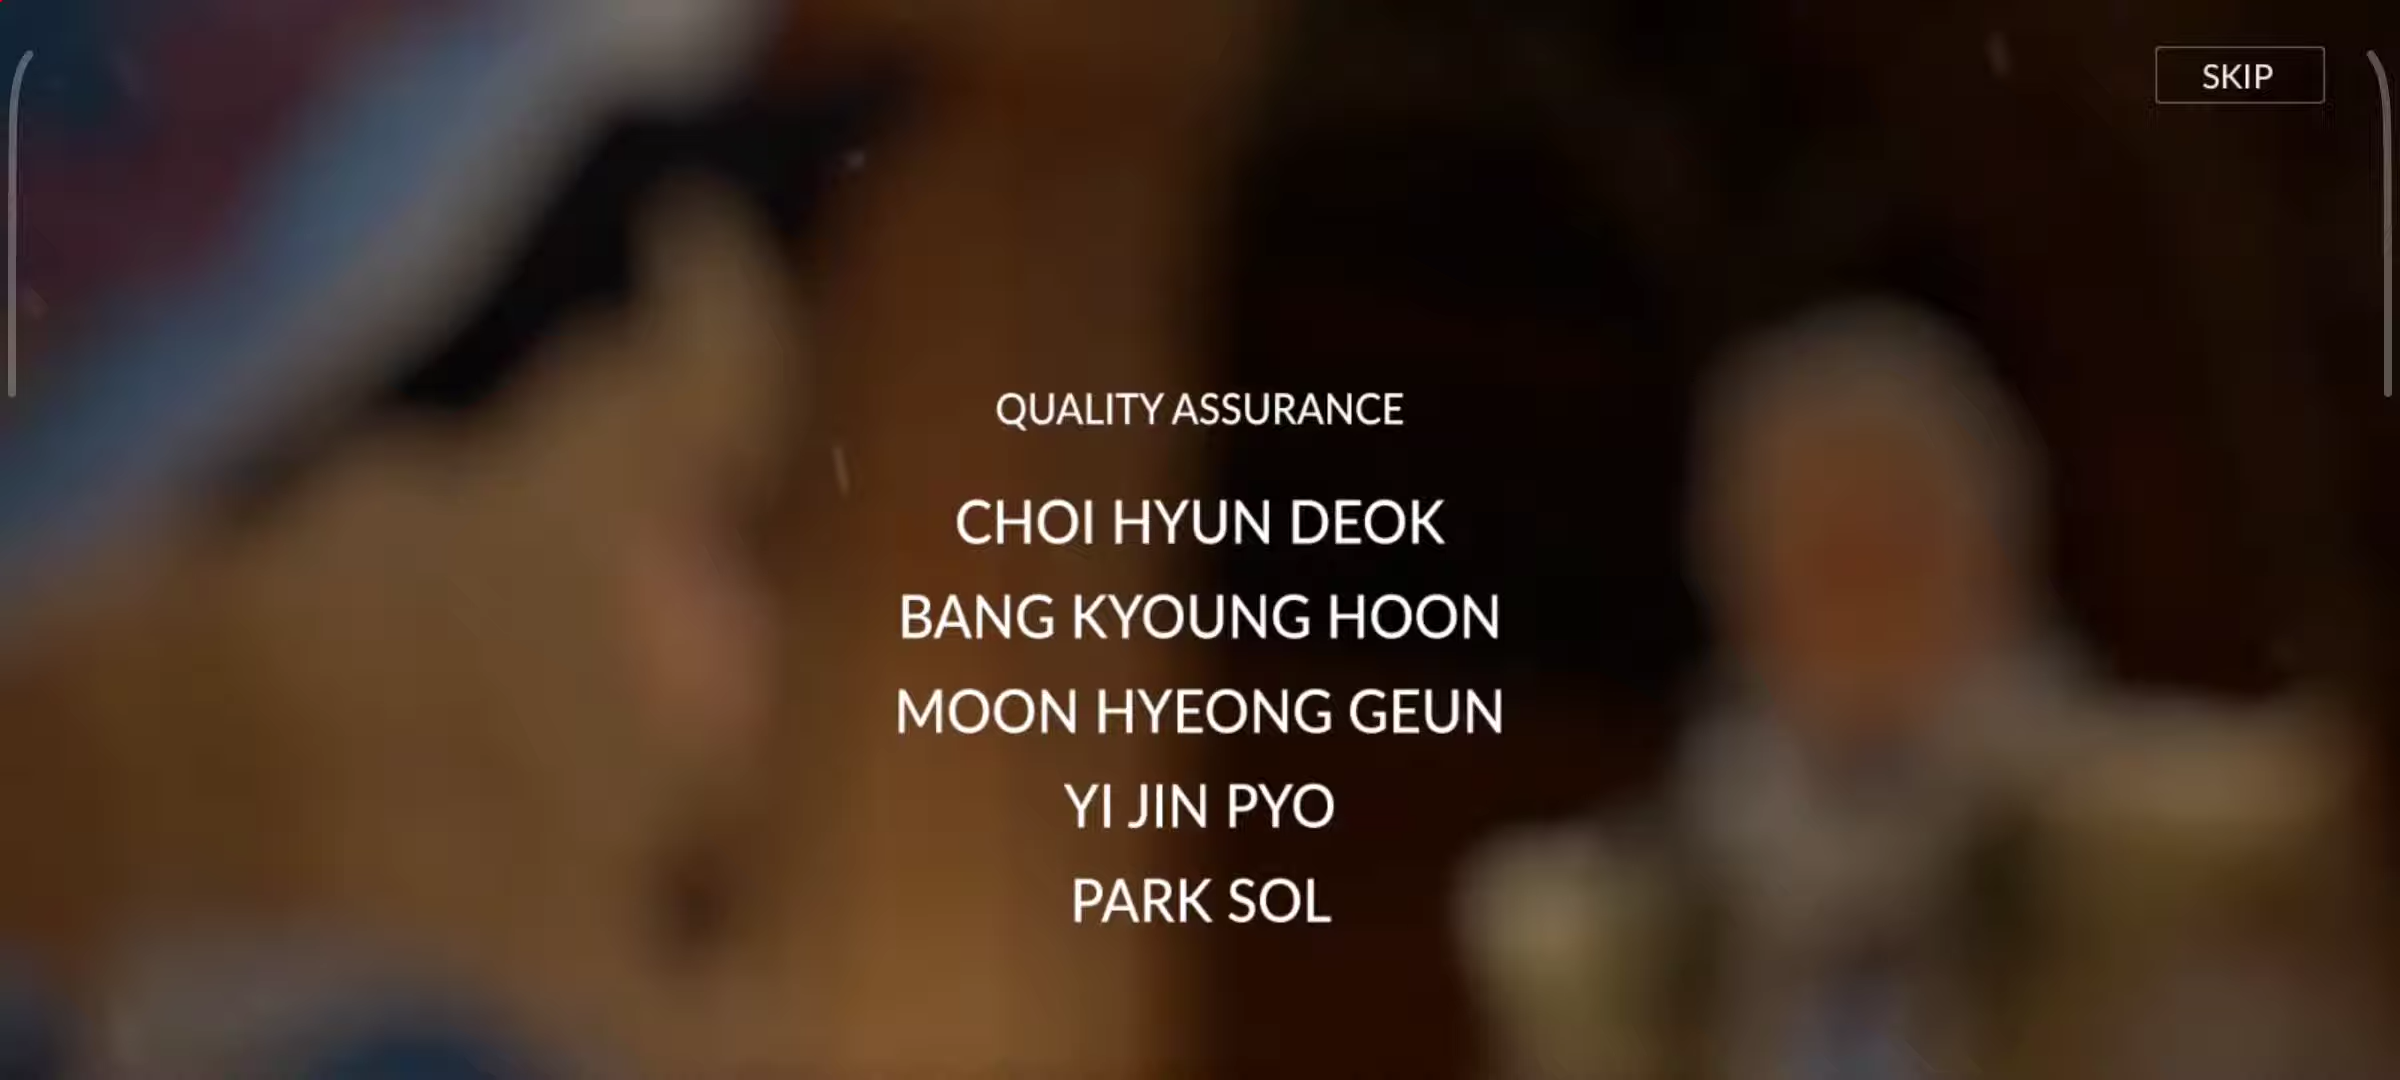 SKIP
QUALITY ASSURANCE
CHOI HYUN DEOK
BANG KYOUNG HOON
MOON HYEONG GEUN
YI JIN PYO
PARK SOL